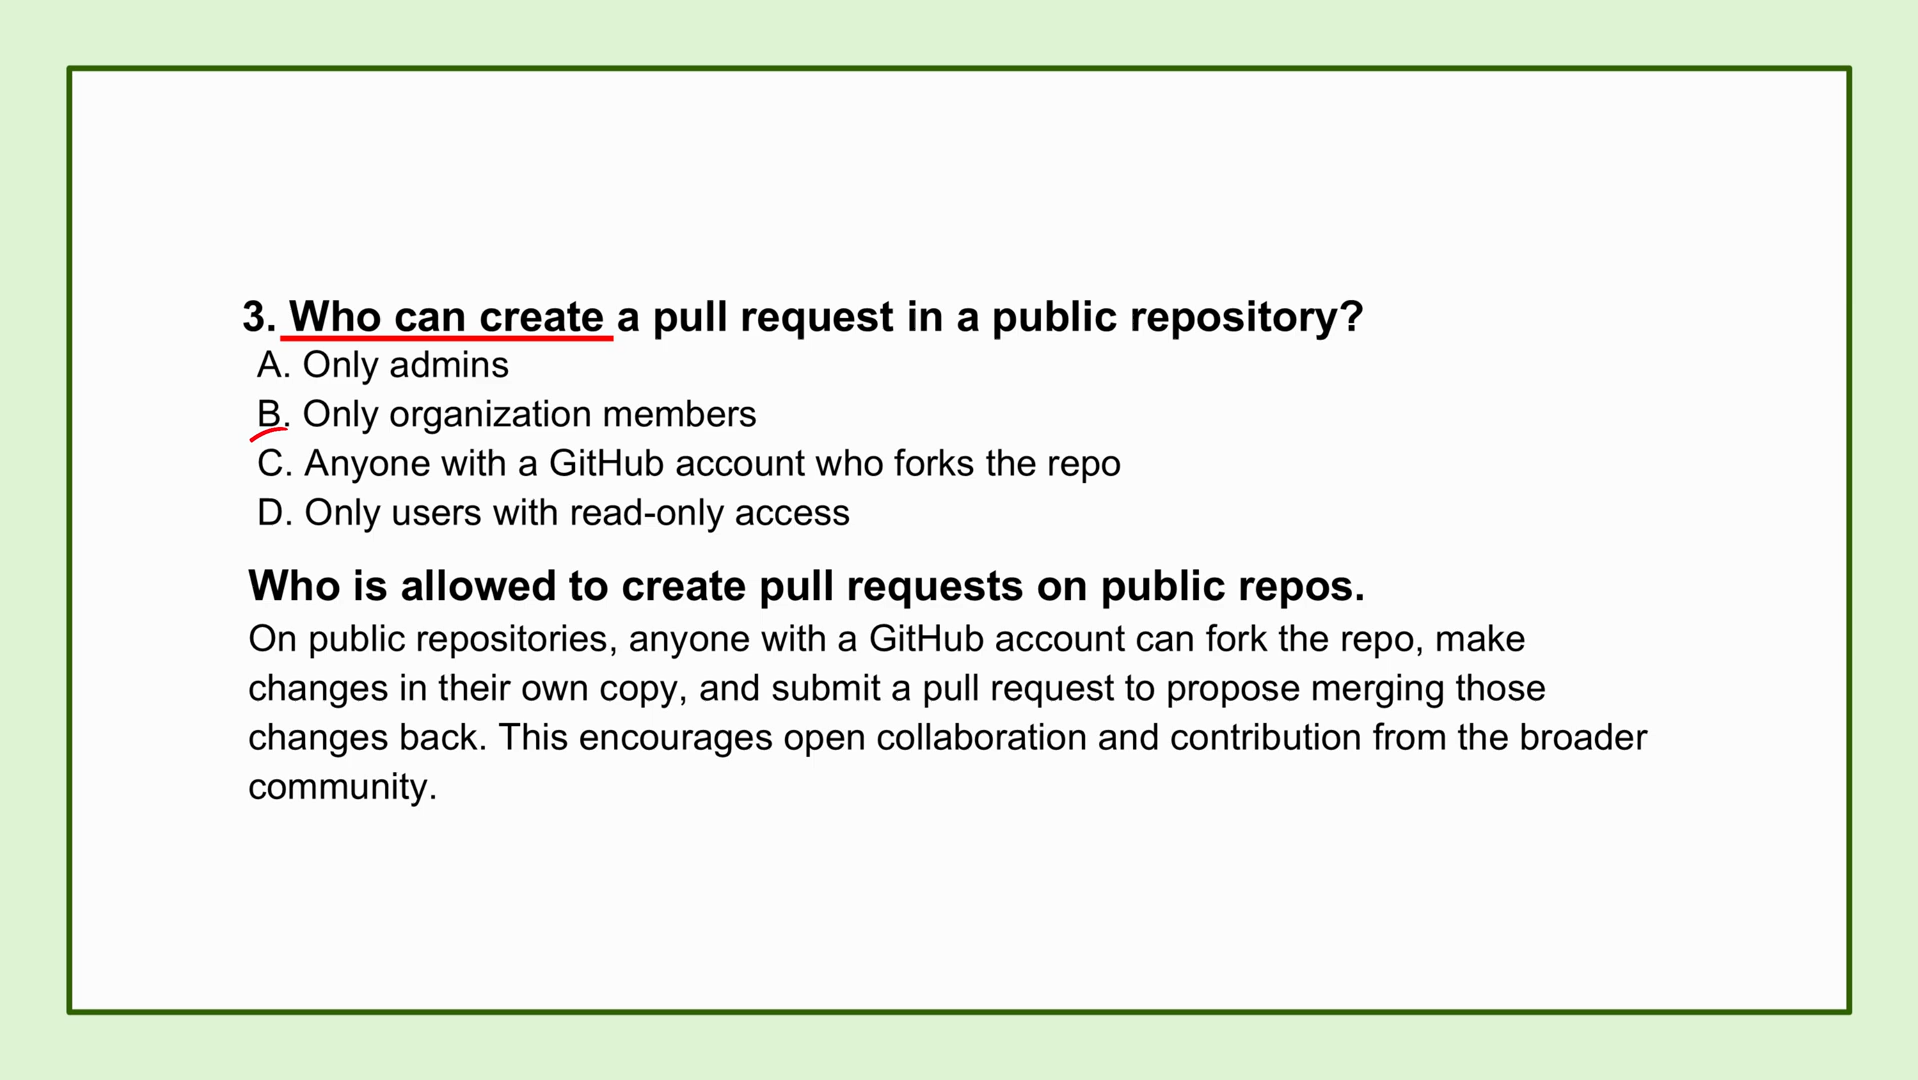 3. Who can create a pull request in a public repository?
A. Only admins
B. Only organization members
C. Anyone with a GitHub account who forks the repo
D. Only users with read-only access
Who is allowed to create pull requests on public repos.
On public repositories, anyone with a GitHub account can fork the repo, make
changes in their own copy, and submit a pull request to propose merging those
changes back. This encourages open collaboration and contribution from the broader
community.